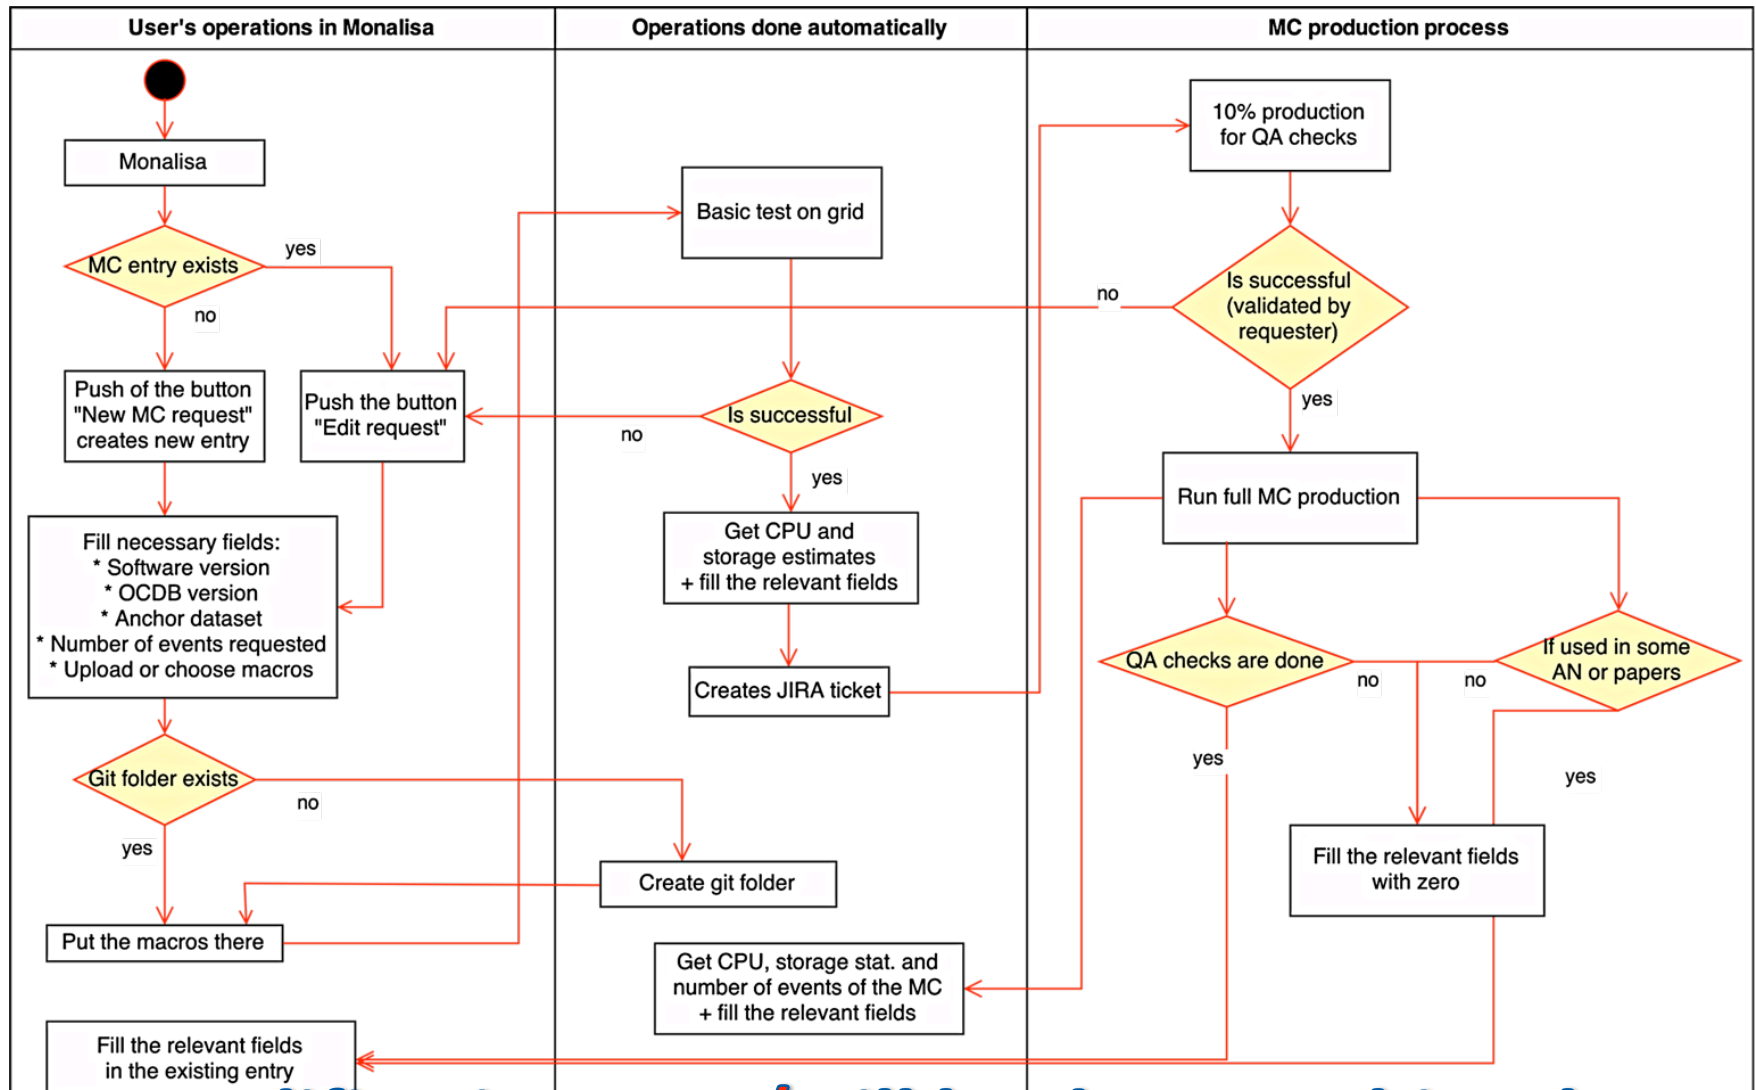 User's operations in Monalisa
Operations done automatically
MC production process
Monalisa
MC entry exists
yes
no
Push of the button
"New MC request"
creates new entry
Push the button
"Edit request"
Fill necessary fields:
* Software version
* OCDB version
* Anchor dataset
* Number of events requested
* Upload or choose macros
Git folder exists
no
yes
Put the macros there
Fill the relevant fields
in the existing entry
Basic test on grid
Is successful
no
yes
Get CPU and
storage estimates
+ fill the relevant fields
Creates JIRA ticket
Create git folder
Get CPU, storage stat. and
number of events of the MC
+ fill the relevant fields
10% production
for QA checks
Is successful
(validated by
requester)
no
yes
Run full MC production
QA checks are done
no
yes
If used in some
AN or papers
no
yes
Fill the relevant fields
with zero